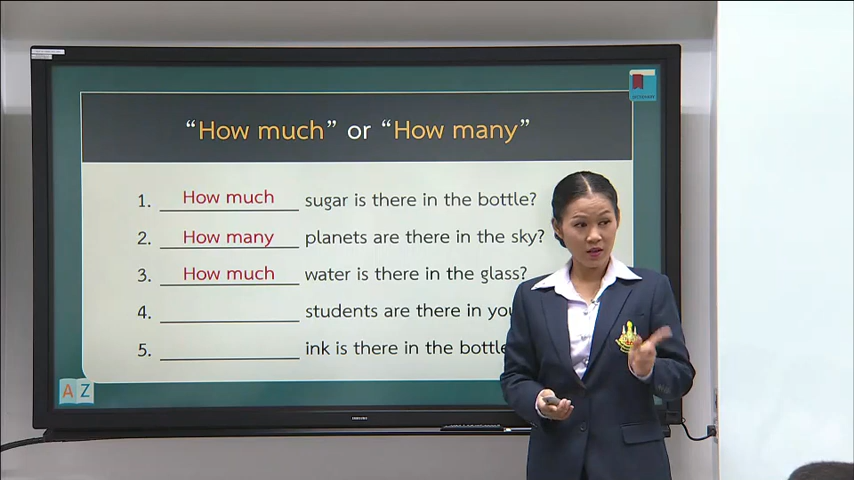 “How much” or “How many”
1. How much sugar is there in the bottle?
2. How many planets are there in the sky?
3. How much water is there in the glass?
4. ____________ students are there in you
5. ____________ ink is there in the bottle
A Z